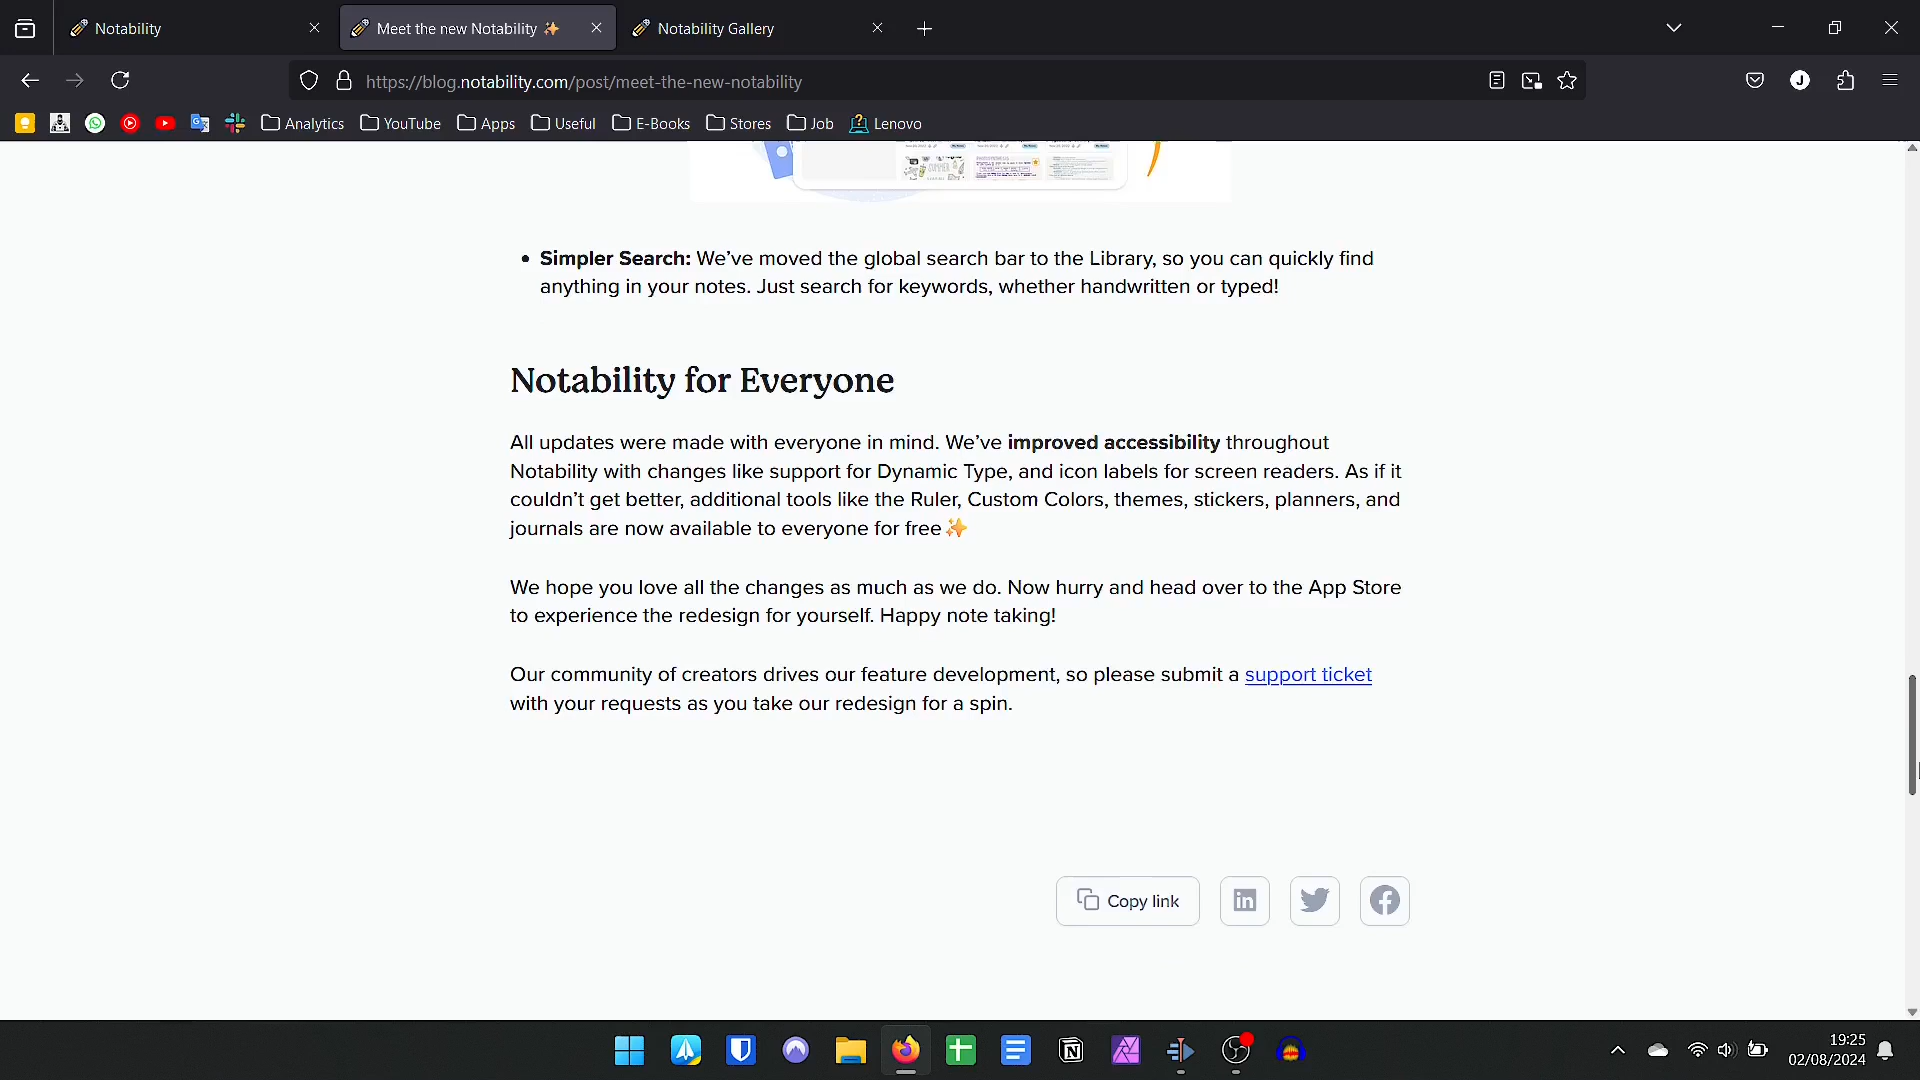 Notability
Meet the new Notability ✨
Notability Gallery
https://blog.notability.com/post/meet-the-new-notability
J
Analytics
YouTube
Apps
Useful
E-Books
Stores
Job
Lenovo
• Simpler Search: We’ve moved the global search bar to the Library, so you can quickly find
anything in your notes. Just search for keywords, whether handwritten or typed!
Notability for Everyone
All updates were made with everyone in mind. We’ve improved accessibility throughout
Notability with changes like support for Dynamic Type, and icon labels for screen readers. As if it
couldn’t get better, additional tools like the Ruler, Custom Colors, themes, stickers, planners, and
journals are now available to everyone for free✨
We hope you love all the changes as much as we do. Now hurry and head over to the App Store
to experience the redesign for yourself. Happy note taking!
Our community of creators drives our feature development, so please submit a support ticket
with your requests as you take our redesign for a spin.
Copy link
19:25
02/08/2024